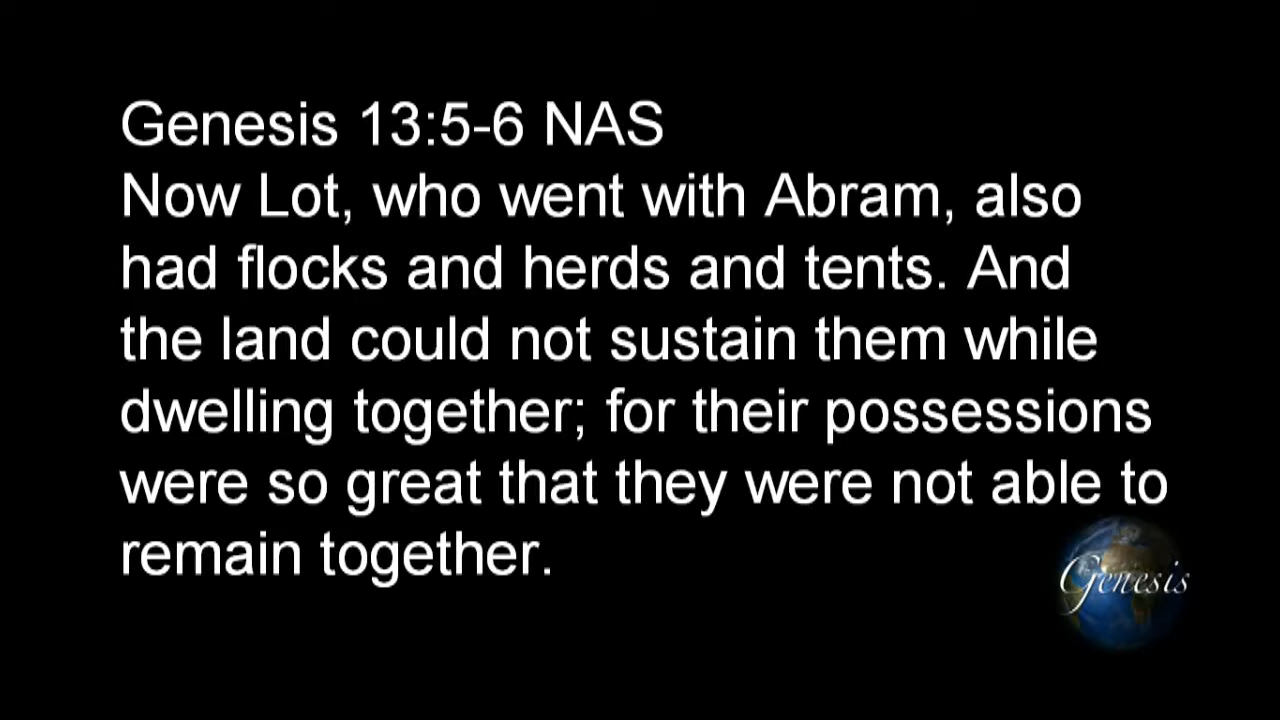 Genesis 13:5-6 NAS
Now Lot, who went with Abram, also
had flocks and herds and tents. And
the land could not sustain them while
dwelling together; for their possessions
were so great that they were not able to
remain together.
Genesis